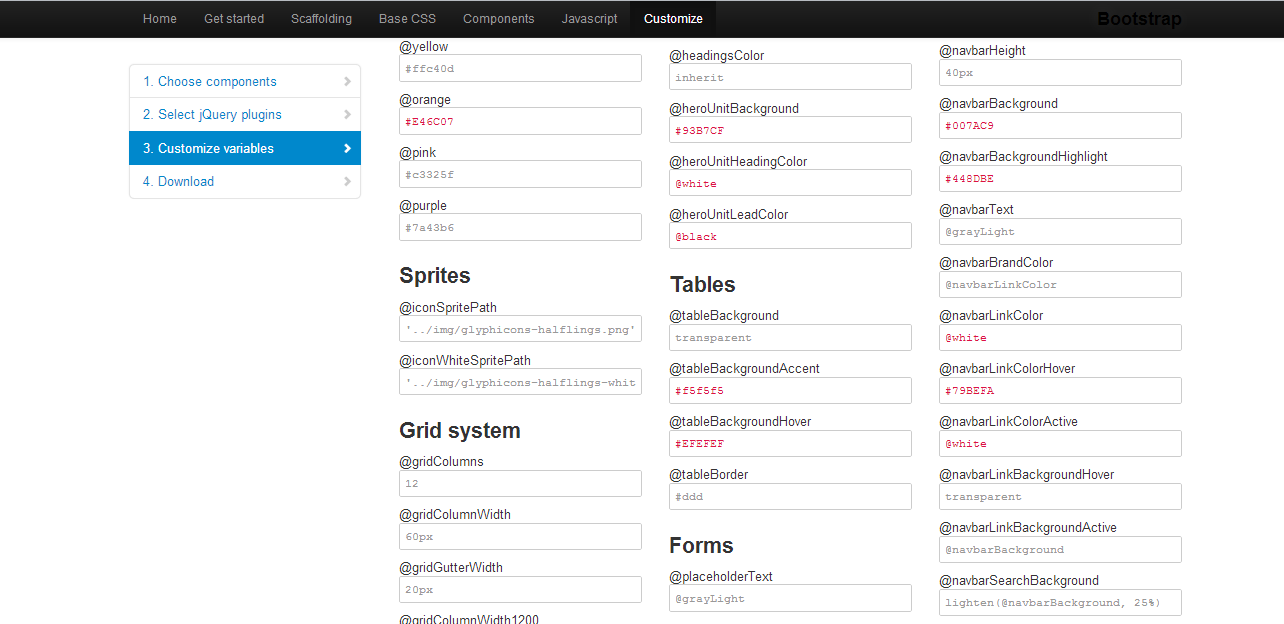 Home Get started Scaffolding Base CSS Components Javascript Customize Bootstrap
1. Choose components
2. Select jQuery plugins
3. Customize variables
4. Download
@yellow
#ffc40d
@orange
#E46C07
@pink
#c3325f
@purple
#7a43b6
Sprites
@iconSpritePath
'../img/glyphicons-halflings.png'
@iconWhiteSpritePath
'../img/glyphicons-halflings-whit
Grid system
@gridColumns
12
@gridColumnWidth
60px
@gridGutterWidth
20px
@gridColumnWidth1200
@headingsColor
inherit
@heroUnitBackground
#93B7CF
@heroUnitHeadingColor
@white
@heroUnitLeadColor
@black
Tables
@tableBackground
transparent
@tableBackgroundAccent
#f5f5f5
@tableBackgroundHover
#EFEFEF
@tableBorder
#ddd
Forms
@placeholderText
@grayLight
@navbarHeight
40px
@navbarBackground
#007AC9
@navbarBackgroundHighlight
#448DBE
@navbarText
@grayLight
@navbarBrandColor
@navbarLinkColor
@navbarLinkColor
@white
@navbarLinkColorHover
#79BEFA
@navbarLinkColorActive
@white
@navbarLinkBackgroundHover
transparent
@navbarLinkBackgroundActive
@navbarBackground
@navbarSearchBackground
lighten(@navbarBackground, 25%)